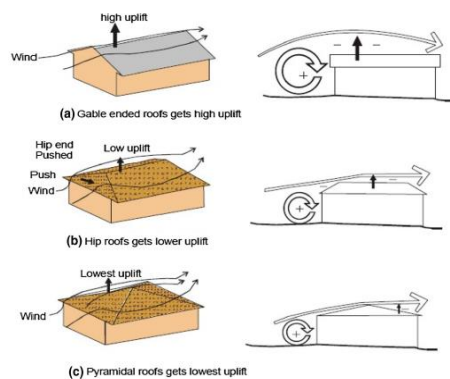 high uplift
Wind
(a) Gable ended roofs gets high uplift
Hip end
Pushed
Low uplift
Push
Wind
(b) Hip roofs gets lower uplift
Lowest uplift
Wind
(c) Pyramidal roofs gets lowest uplift